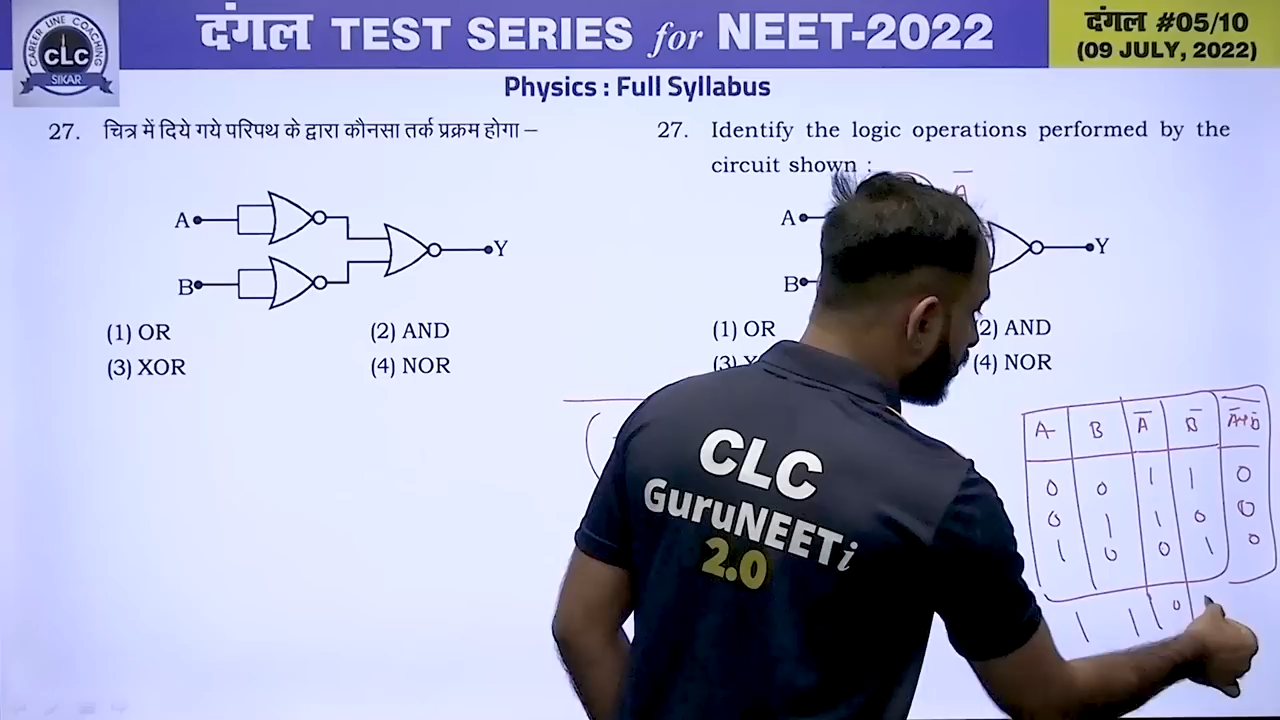 CAREER LINE COACHING
CLC
SIKAR
दंगल TEST SERIES for NEET-2022
दंगल #05/10
(09 JULY, 2022)
Physics : Full Syllabus
27. चित्र में दिये गये परिपथ के द्वारा कौनसा तर्क प्रक्रम होगा –
A
B
Y
(1) OR (2) AND
(3) XOR (4) NOR
27. Identify the logic operations performed by the
circuit shown :
A̅
A
B
Y
(1) OR 2) AND
(3) (4) NOR
CLC
GuruNEETi
2.0
A B A̅ B̅
0 0 1 1 0
0 1 1 0 0
1 0 0 1 0
1 1 0